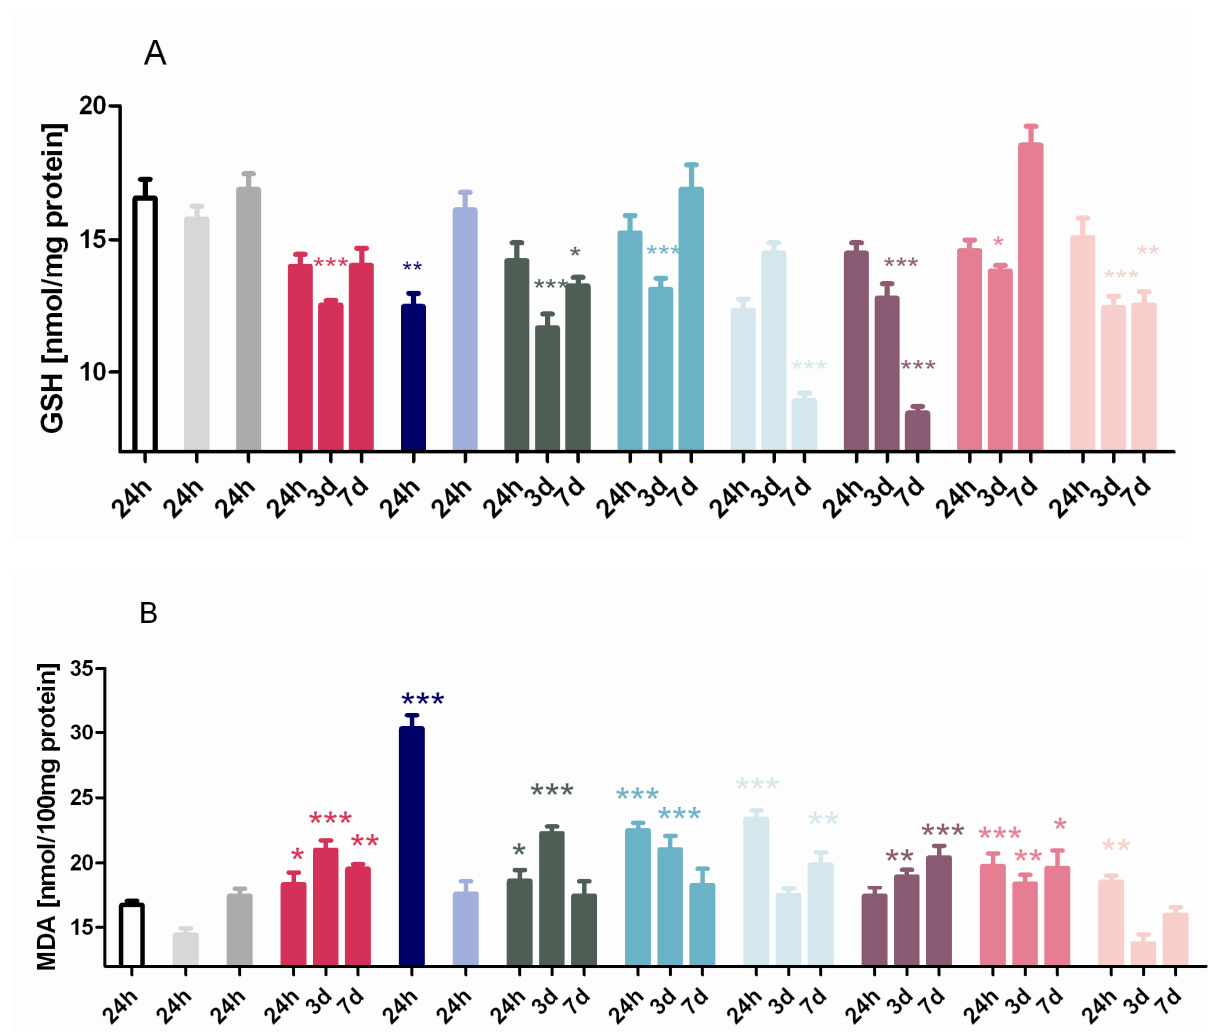 A
GSH [nmol/mg protein]
20
15
10
*** ** *** * *** *** *** *** * *** **
24h 24h 24h 24h 3d 7d 24h 24h 24h 3d 7d 24h 3d 7d 24h 3d 7d 24h 3d 7d 24h 3d 7d 24h 3d 7d
B
MDA [nmol/100mg protein]
35
30
25
20
15
* *** ** *** * *** *** *** *** ** ** *** *** ** * **
24h 24h 24h 24h 3d 7d 24h 24h 24h 3d 7d 24h 3d 7d 24h 3d 7d 24h 3d 7d 24h 3d 7d 24h 3d 7d